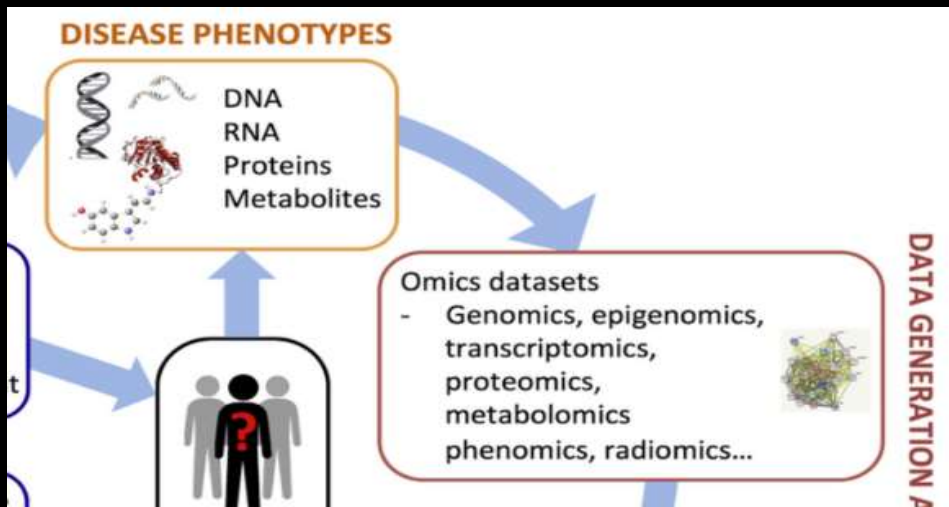 DISEASE PHENOTYPES
DNA
RNA
Proteins
Metabolites
Omics datasets
- Genomics, epigenomics,
transcriptomics,
proteomics,
metabolomics
phenomics, radiomics...
DATA GENERATION A
t
?